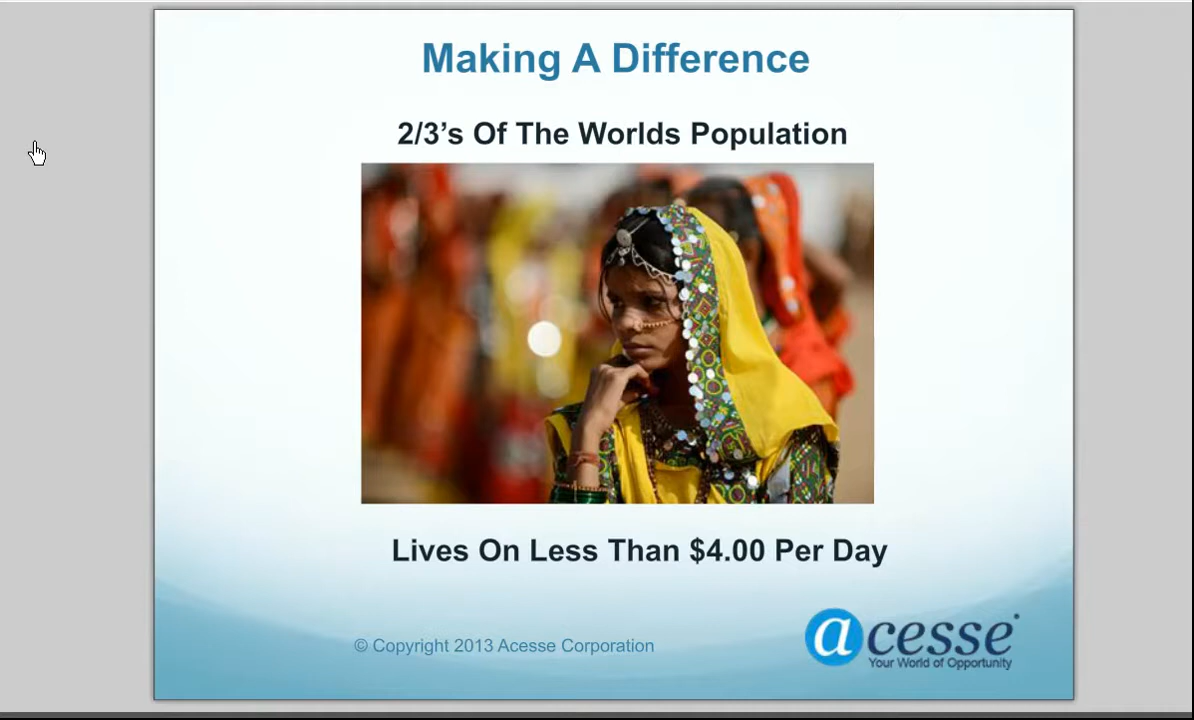 Making A Difference
2/3’s Of The Worlds Population
Lives On Less Than $4.00 Per Day
© Copyright 2013 Acesse Corporation
acesse
Your World of Opportunity